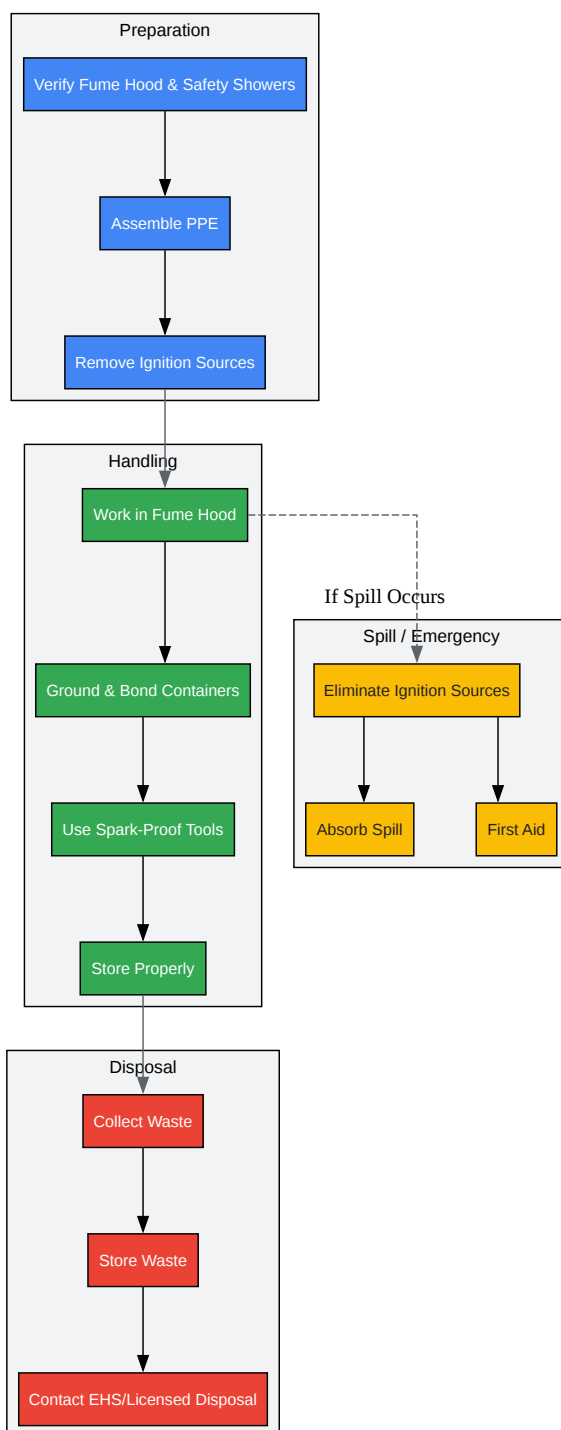 Preparation
Verify Fume Hood & Safety Showers
Assemble PPE
Remove Ignition Sources
Handling
Work in Fume Hood
If Spill Occurs
Spill / Emergency
Ground & Bond Containers
Eliminate Ignition Sources
Use Spark-Proof Tools
Absorb Spill
First Aid
Store Properly
Disposal
Collect Waste
Store Waste
Contact EHS/Licensed Disposal